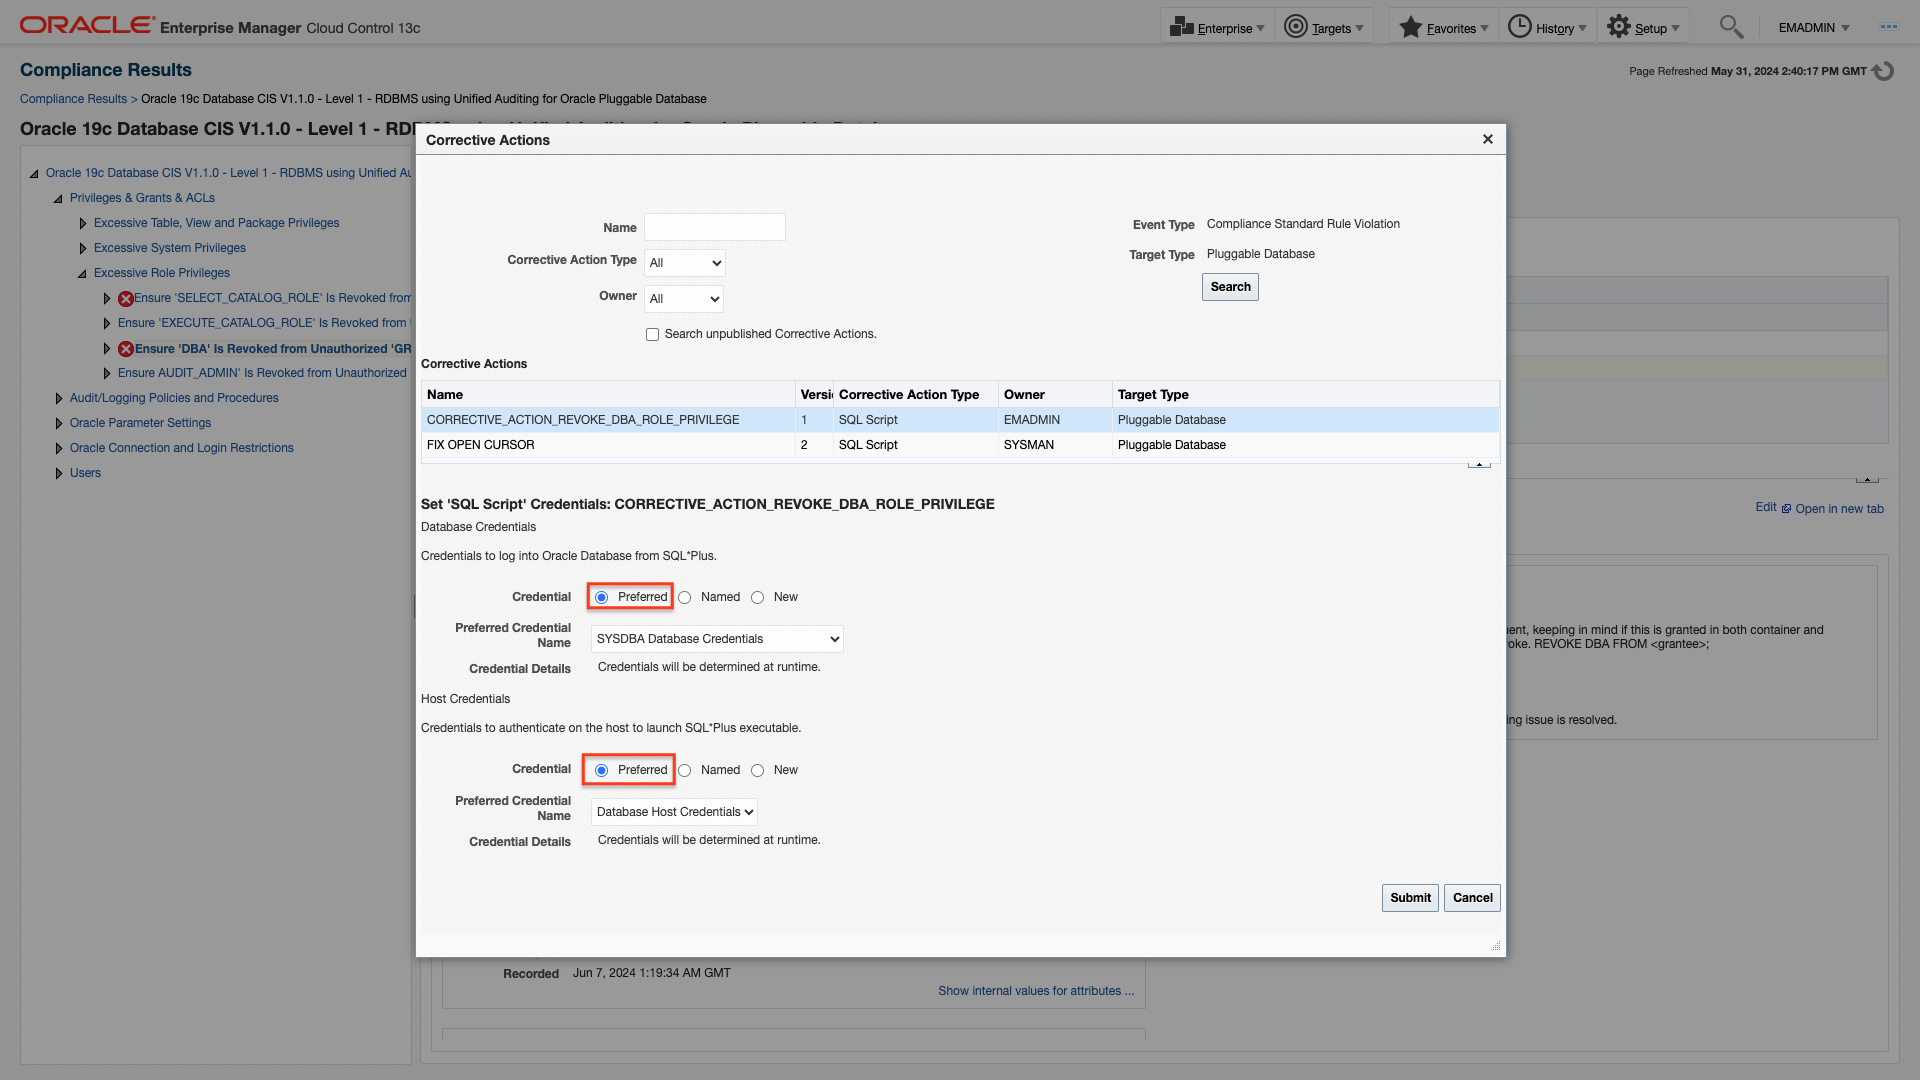 ORACLE Enterprise Manager Cloud Control 13c
Enterprise
Targets
Favorites
History
Setup
EMADMIN
Compliance Results
Page Refreshed May 31, 2024 2:40:17 PM GMT
Compliance Results > Oracle 19c Database CIS V1.1.0 - Level 1 - RDBMS using Unified Auditing for Oracle Pluggable Database
Oracle 19c Database CIS V1.1.0 - Level 1 -
Oracle 19c Database CIS V1.1.0 - Level 1 - RDBMS using Unified Au
Privileges & Grants & ACLs
Excessive Table, View and Package Privileges
Excessive System Privileges
Excessive Role Privileges
Ensure 'SELECT_CATALOG_ROLE' Is Revoked from
Ensure 'EXECUTE_CATALOG_ROLE' Is Revoked from
Ensure 'DBA' Is Revoked from Unauthorized 'GR
Ensure AUDIT_ADMIN' Is Revoked from Unauthorized
Audit/Logging Policies and Procedures
Oracle Parameter Settings
Oracle Connection and Login Restrictions
Users
Corrective Actions
Name
Corrective Action Type All
Owner All
Search unpublished Corrective Actions.
Event Type Compliance Standard Rule Violation
Target Type Pluggable Database
Search
Corrective Actions
Name Versi Corrective Action Type Owner Target Type
CORRECTIVE_ACTION_REVOKE_DBA_ROLE_PRIVILEGE 1 SQL Script EMADMIN Pluggable Database
FIX OPEN CURSOR 2 SQL Script SYSMAN Pluggable Database
Set 'SQL Script' Credentials: CORRECTIVE_ACTION_REVOKE_DBA_ROLE_PRIVILEGE
Database Credentials
Credentials to log into Oracle Database from SQL*Plus.
Credential Preferred Named New
Preferred Credential
Name SYSDBA Database Credentials
Credential Details Credentials will be determined at runtime.
Host Credentials
Credentials to authenticate on the host to launch SQL*Plus executable.
Credential Preferred Named New
Preferred Credential
Name Database Host Credentials
Credential Details Credentials will be determined at runtime.
Submit Cancel
Edit Open in new tab
ent, keeping in mind if this is granted in both container and
oke. REVOKE DBA FROM <grantee>;
ing issue is resolved.
Recorded Jun 7, 2024 1:19:34 AM GMT
Show internal values for attributes ...